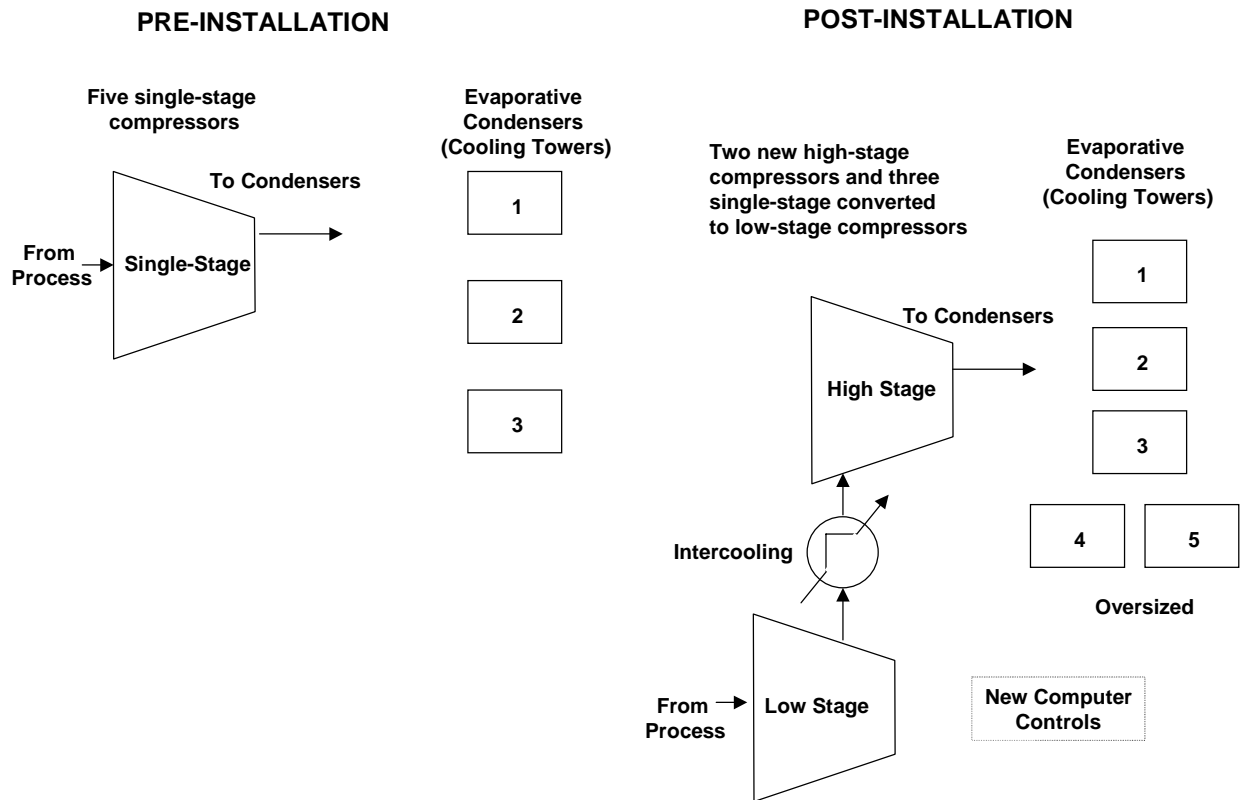 PRE-INSTALLATION
Five single-stage
compressors
To Condensers
From
Process
Single-Stage
Evaporative
Condensers
(Cooling Towers)
1
2
3
POST-INSTALLATION
Two new high-stage
compressors and three
single-stage converted
to low-stage compressors
Evaporative
Condensers
(Cooling Towers)
To Condensers
High Stage
1
2
3
4
5
Oversized
Intercooling
From
Process
Low Stage
New Computer
Controls